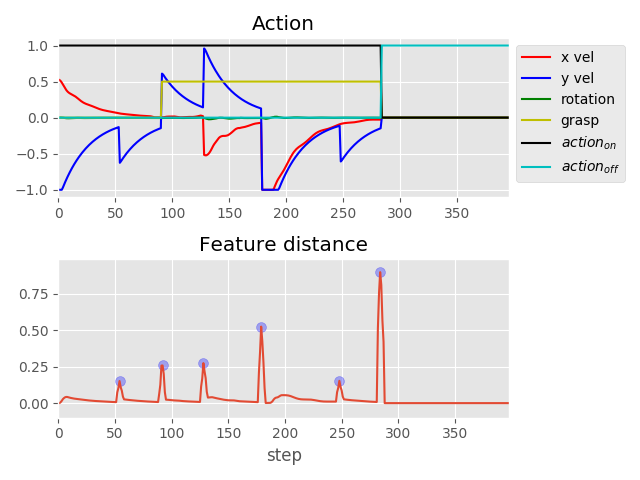 Action
1.0
0.5
0.0
−0.5
−1.0
0 50 100 150 200 250 300 350
x vel
y vel
rotation
grasp
action_on
action_off
Feature distance
0.75
0.50
0.25
0.00
0 50 100 150 200 250 300 350
step